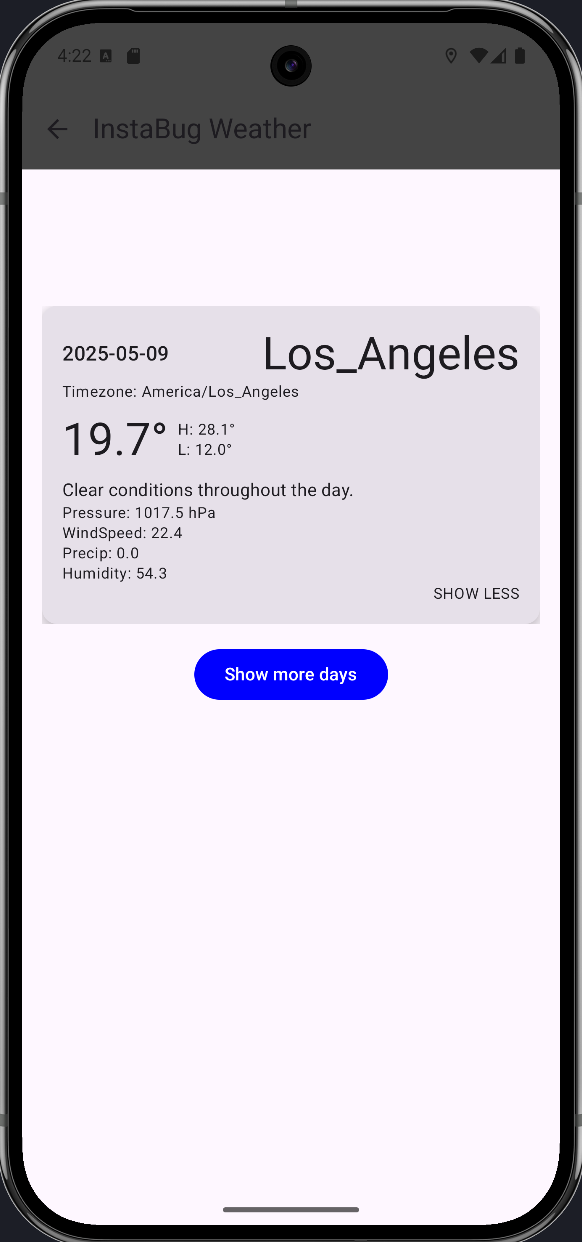 4:22
InstaBug Weather
2025-05-09
Los_Angeles
Timezone: America/Los_Angeles
19.7°
H: 28.1°
L: 12.0°
Clear conditions throughout the day.
Pressure: 1017.5 hPa
WindSpeed: 22.4
Precip: 0.0
Humidity: 54.3
SHOW LESS
Show more days